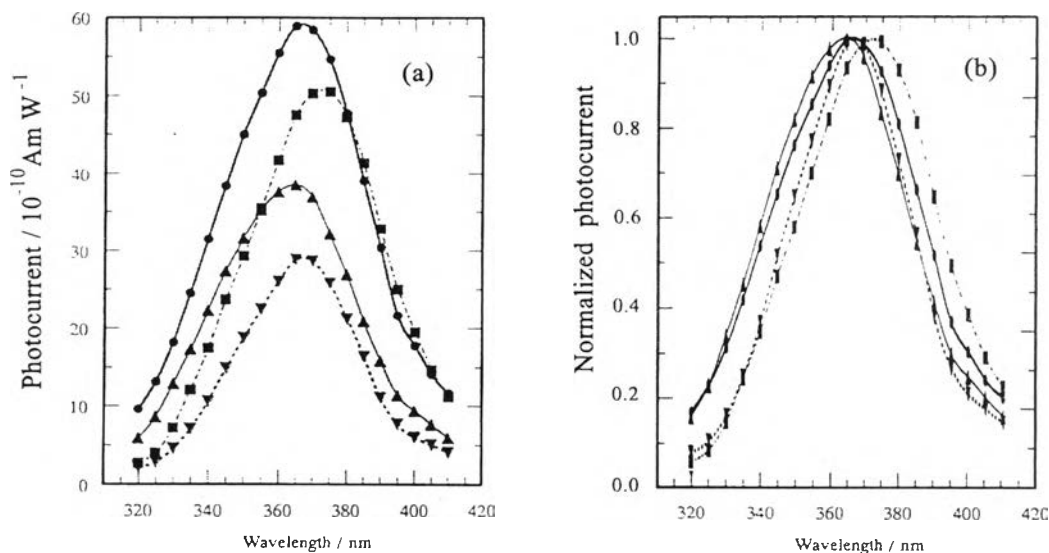 60
50
40
30
20
10
0
Photocurrent / 10⁻¹⁰ Am W⁻¹
(a)
320 340 360 380 400 420
Wavelength / nm
1.0
0.8
0.6
0.4
0.2
0.0
Normalized photocurrent
(b)
320 340 360 380 400 420
Wavelength / nm